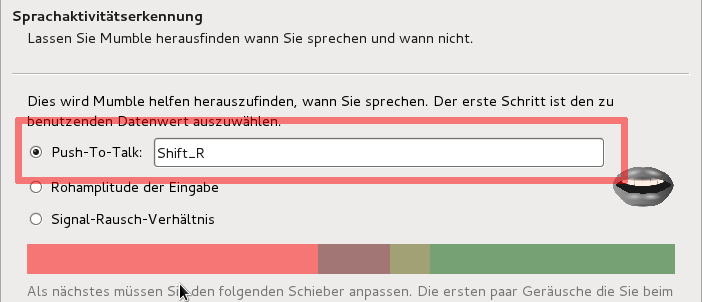 Sprachaktivitätserkennung
Lassen Sie Mumble herausfinden wann Sie sprechen und wann nicht.
Dies wird Mumble helfen herauszufinden, wann Sie sprechen. Der erste Schritt ist den zu
benutzenden Datenwert auszuwählen.
Push-To-Talk: Shift_R
Rohamplitude der Eingabe
Signal-Rausch-Verhältnis
Als nächstes müssen Sie den folgenden Schieber anpassen. Die ersten paar Geräusche die Sie beim